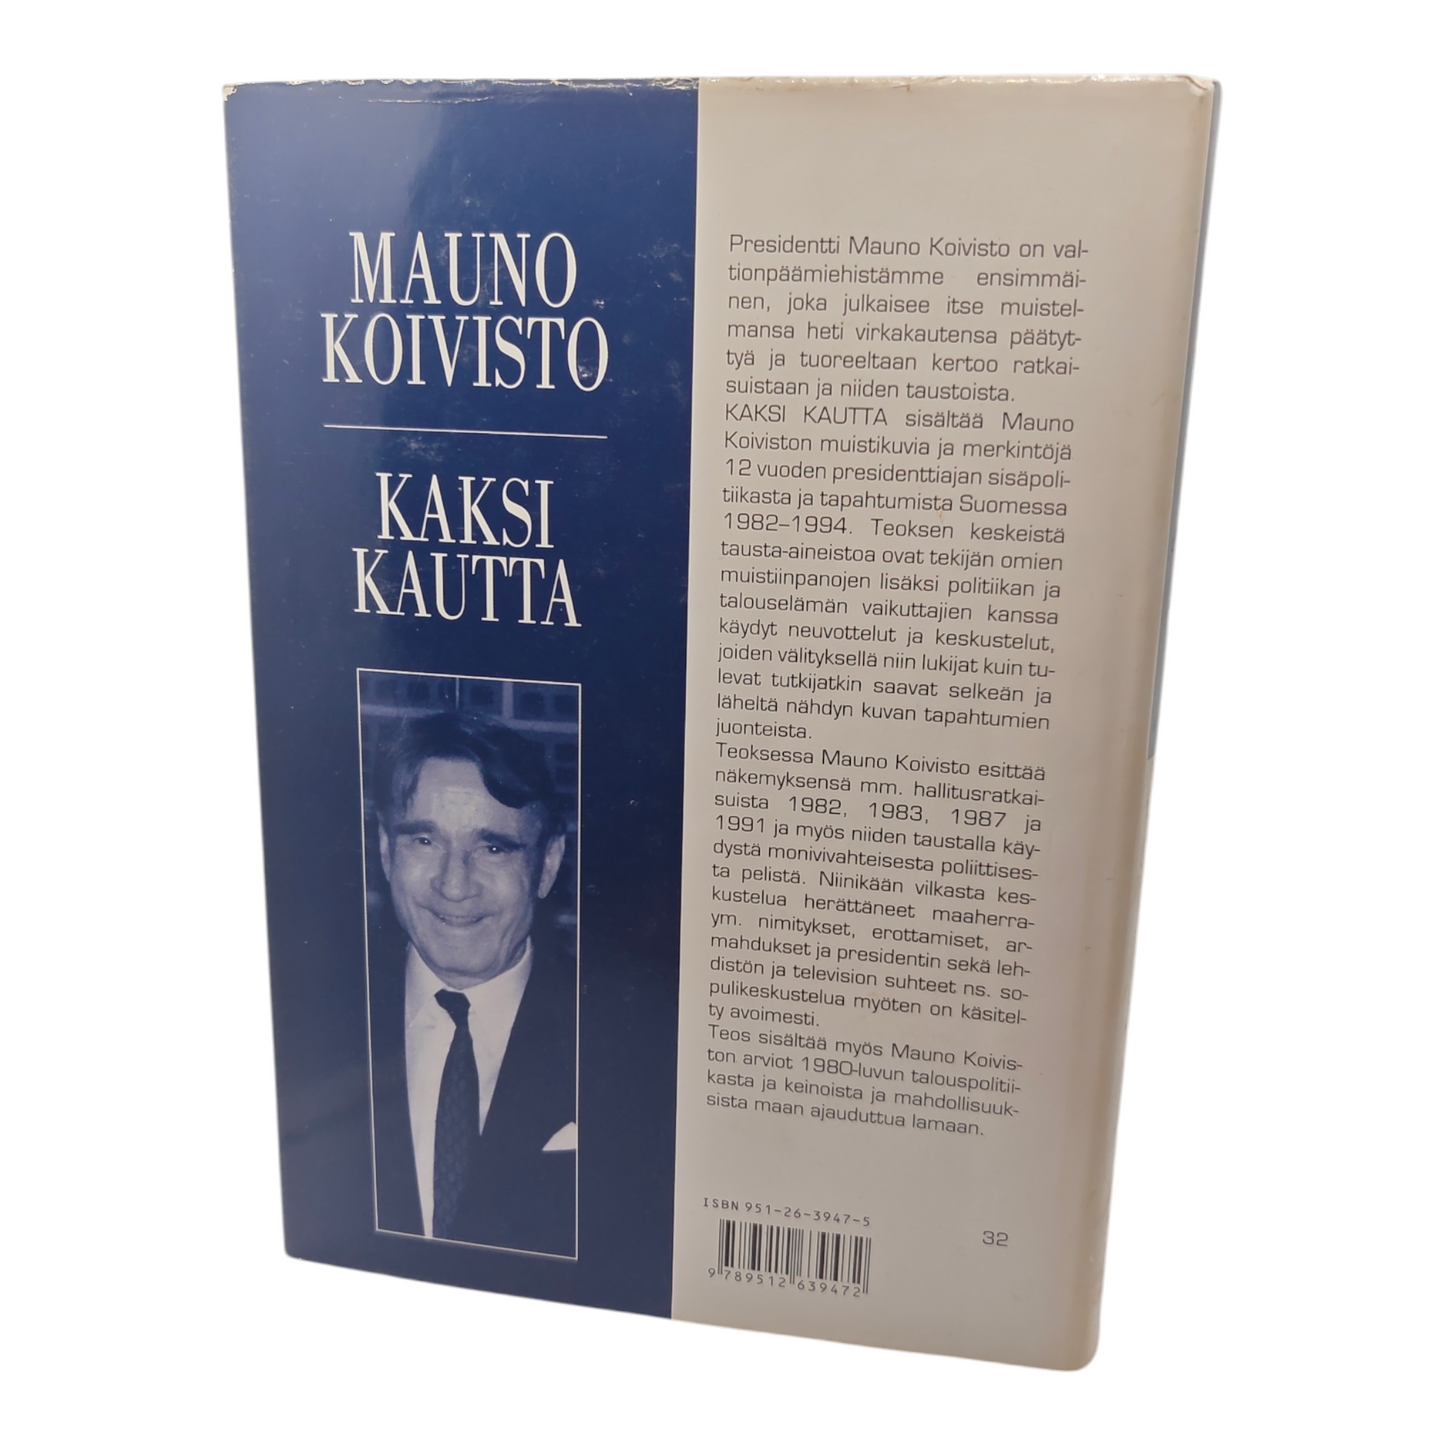 MAUNO
KOIVISTO
KAKSI
KAUTTA
Presidentti Mauno Koivisto on val-
tionpäämiehistämme ensimmäi-
nen, joka julkaisee itse muistel-
mansa heti virkakautensa päätyt-
tyä ja tuoreeltaan kertoo ratkai-
suistaan ja niiden taustoista.
KAKSI KAUTTA sisältää Mauno
Koiviston muistikuvia ja merkintöjä
12 vuoden presidenttiajan sisäpoli-
tiikasta ja tapahtumista Suomessa
1982–1994. Teoksen keskeistä
tausta-aineistoa ovat tekijän omien
muistiinpanojen lisäksi politiikan ja
talouselämän vaikuttajien kanssa
käydyt neuvottelut ja keskustelut,
joiden välityksellä niin lukijat kuin tu-
levat tutkijatkin saavat selkeän ja
läheltä nähdyn kuvan tapahtumien
juonteista.
Teoksessa Mauno Koivisto esittää
näkemyksensä mm. hallitusratkai-
suista 1982, 1983, 1987 ja
1991 ja myös niiden taustalla käy-
dystä monivivahteisesta poliittises-
ta pelistä. Niinikään vilkasta kes-
kustelua herättäneet maaherra-
ym. nimitykset, erottamiset, ar-
mahdukset ja presidentin sekä leh-
distön ja television suhteet ns. so-
pulikeskustelua myöten on käsitel-
ty avoimesti.
Teos sisältää myös Mauno Koivis-
ton arviot 1980-luvun talouspolitii-
kasta ja keinoista ja mahdollisuuk-
sista maan ajauduttua lamaan.
ISBN 951-26-3947-5
32
9 789512 639472